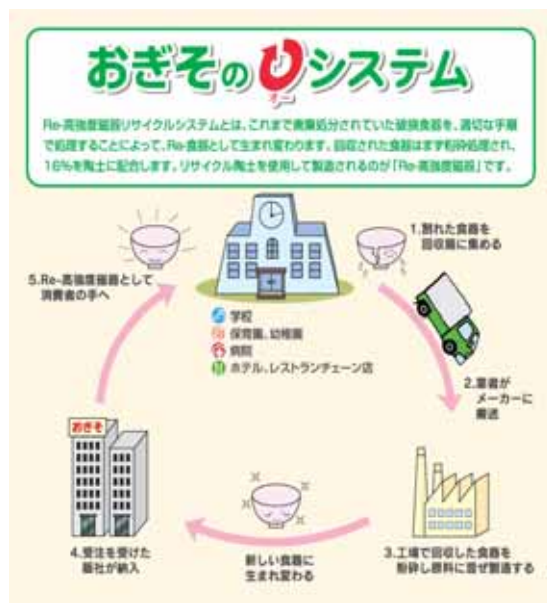 おぎそのOシステム
オー
Re-高強度磁器リサイクルシステムとは、これまで廃棄処分されていた破損食器を、適切な手順
で処理することによって、Re-食器として生まれ変わります。回収された食器はまず粉砕処理され、
16%を陶土に配合します。リサイクル陶土を使用して製造されるのが「Re-高強度磁器」です。
1.割れた食器を
回収箱に集める
5.Re-高強度磁器として
消費者の手へ
学校
保育園、幼稚園
病院
ホテル、レストランチェーン店
2.業者が
メーカーに
搬送
おぎそ
4.受注を受けた
販社が納入
新しい食器に
生まれ変わる
3.工場で回収した食器を
粉砕し原料に混ぜ製造する